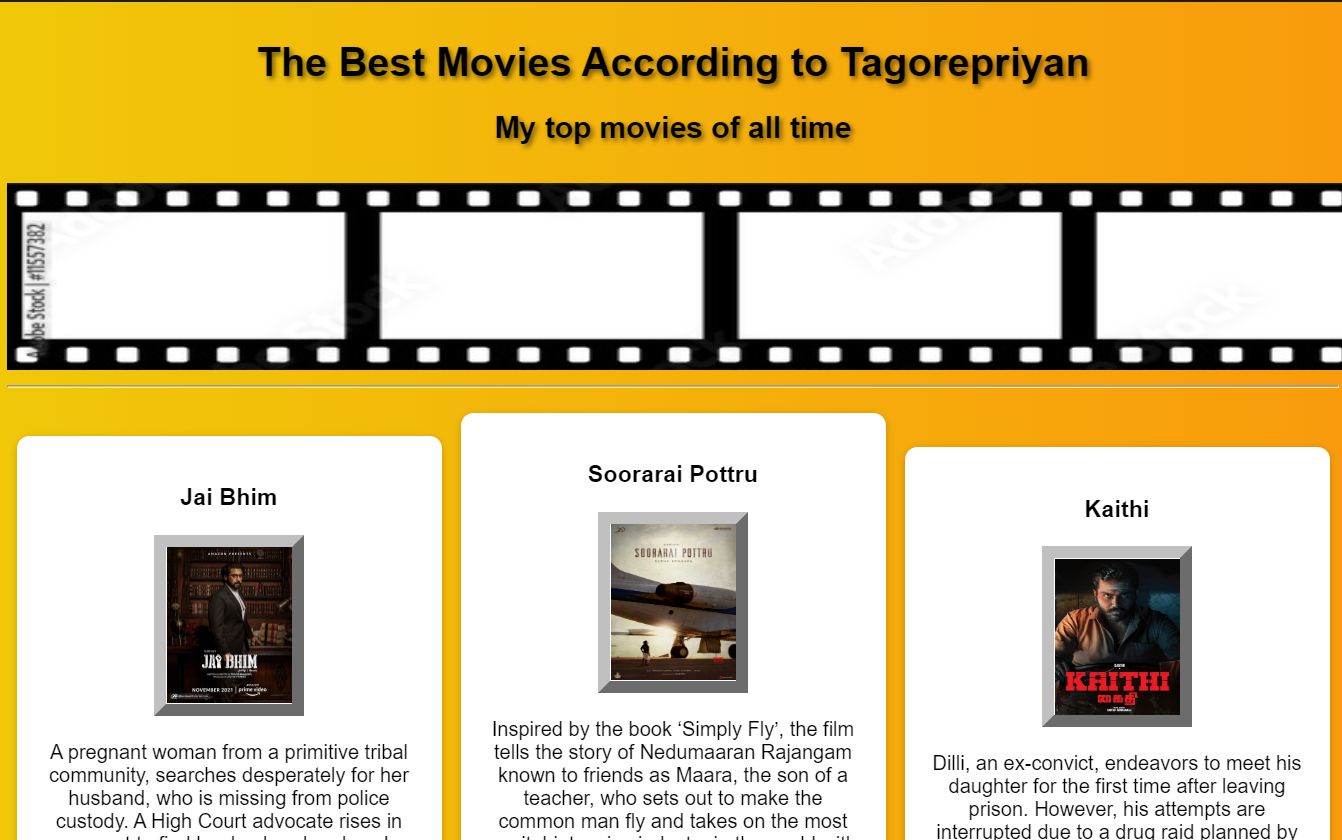 The Best Movies According to Tagorepriyan
My top movies of all time
Adobe Stock | #11557382
Adobe Stock
Jai Bhim
Soorarai Pottru
Kaithi
AMAZON PRESENTS
JAI BHIM
NOVEMBER 2021 | prime video
SOORARAI POTTRU
KAITHI
கைதி
A pregnant woman from a primitive tribal
community, searches desperately for her
husband, who is missing from police
custody. A High Court advocate rises in
Inspired by the book ‘Simply Fly’, the film
tells the story of Nedumaaran Rajangam
known to friends as Maara, the son of a
teacher, who sets out to make the
common man fly and takes on the most
Dilli, an ex-convict, endeavors to meet his
daughter for the first time after leaving
prison. However, his attempts are
interrupted due to a drug raid planned by